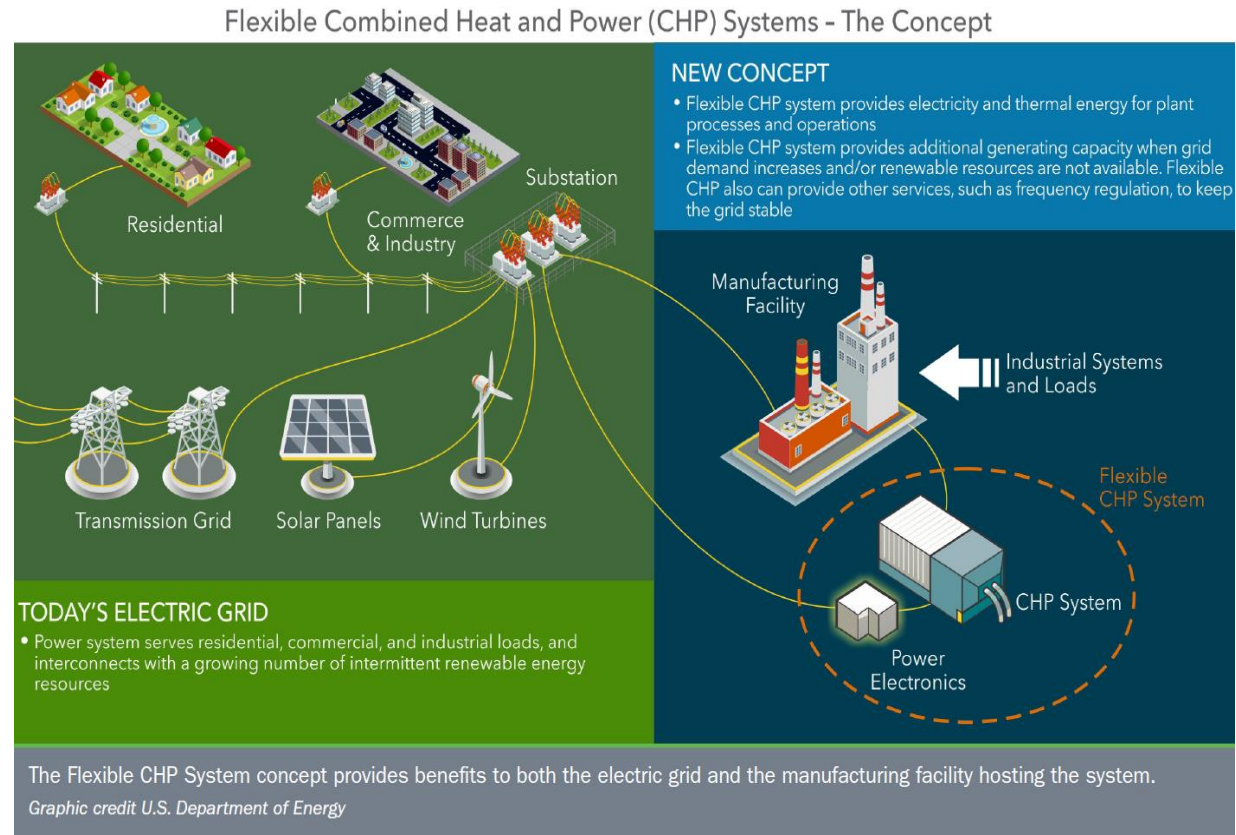 Flexible Combined Heat and Power (CHP) Systems – The Concept
Residential
Commerce
& Industry
Substation
Transmission Grid
Solar Panels
Wind Turbines
TODAY'S ELECTRIC GRID
• Power system serves residential, commercial, and industrial loads, and
interconnects with a growing number of intermittent renewable energy
resources
NEW CONCEPT
• Flexible CHP system provides electricity and thermal energy for plant
processes and operations
• Flexible CHP system provides additional generating capacity when grid
demand increases and/or renewable resources are not available. Flexible
CHP also can provide other services, such as frequency regulation, to keep
the grid stable
Manufacturing
Facility
Industrial Systems
and Loads
Flexible
CHP System
CHP System
Power
Electronics
The Flexible CHP System concept provides benefits to both the electric grid and the manufacturing facility hosting the system.
Graphic credit U.S. Department of Energy